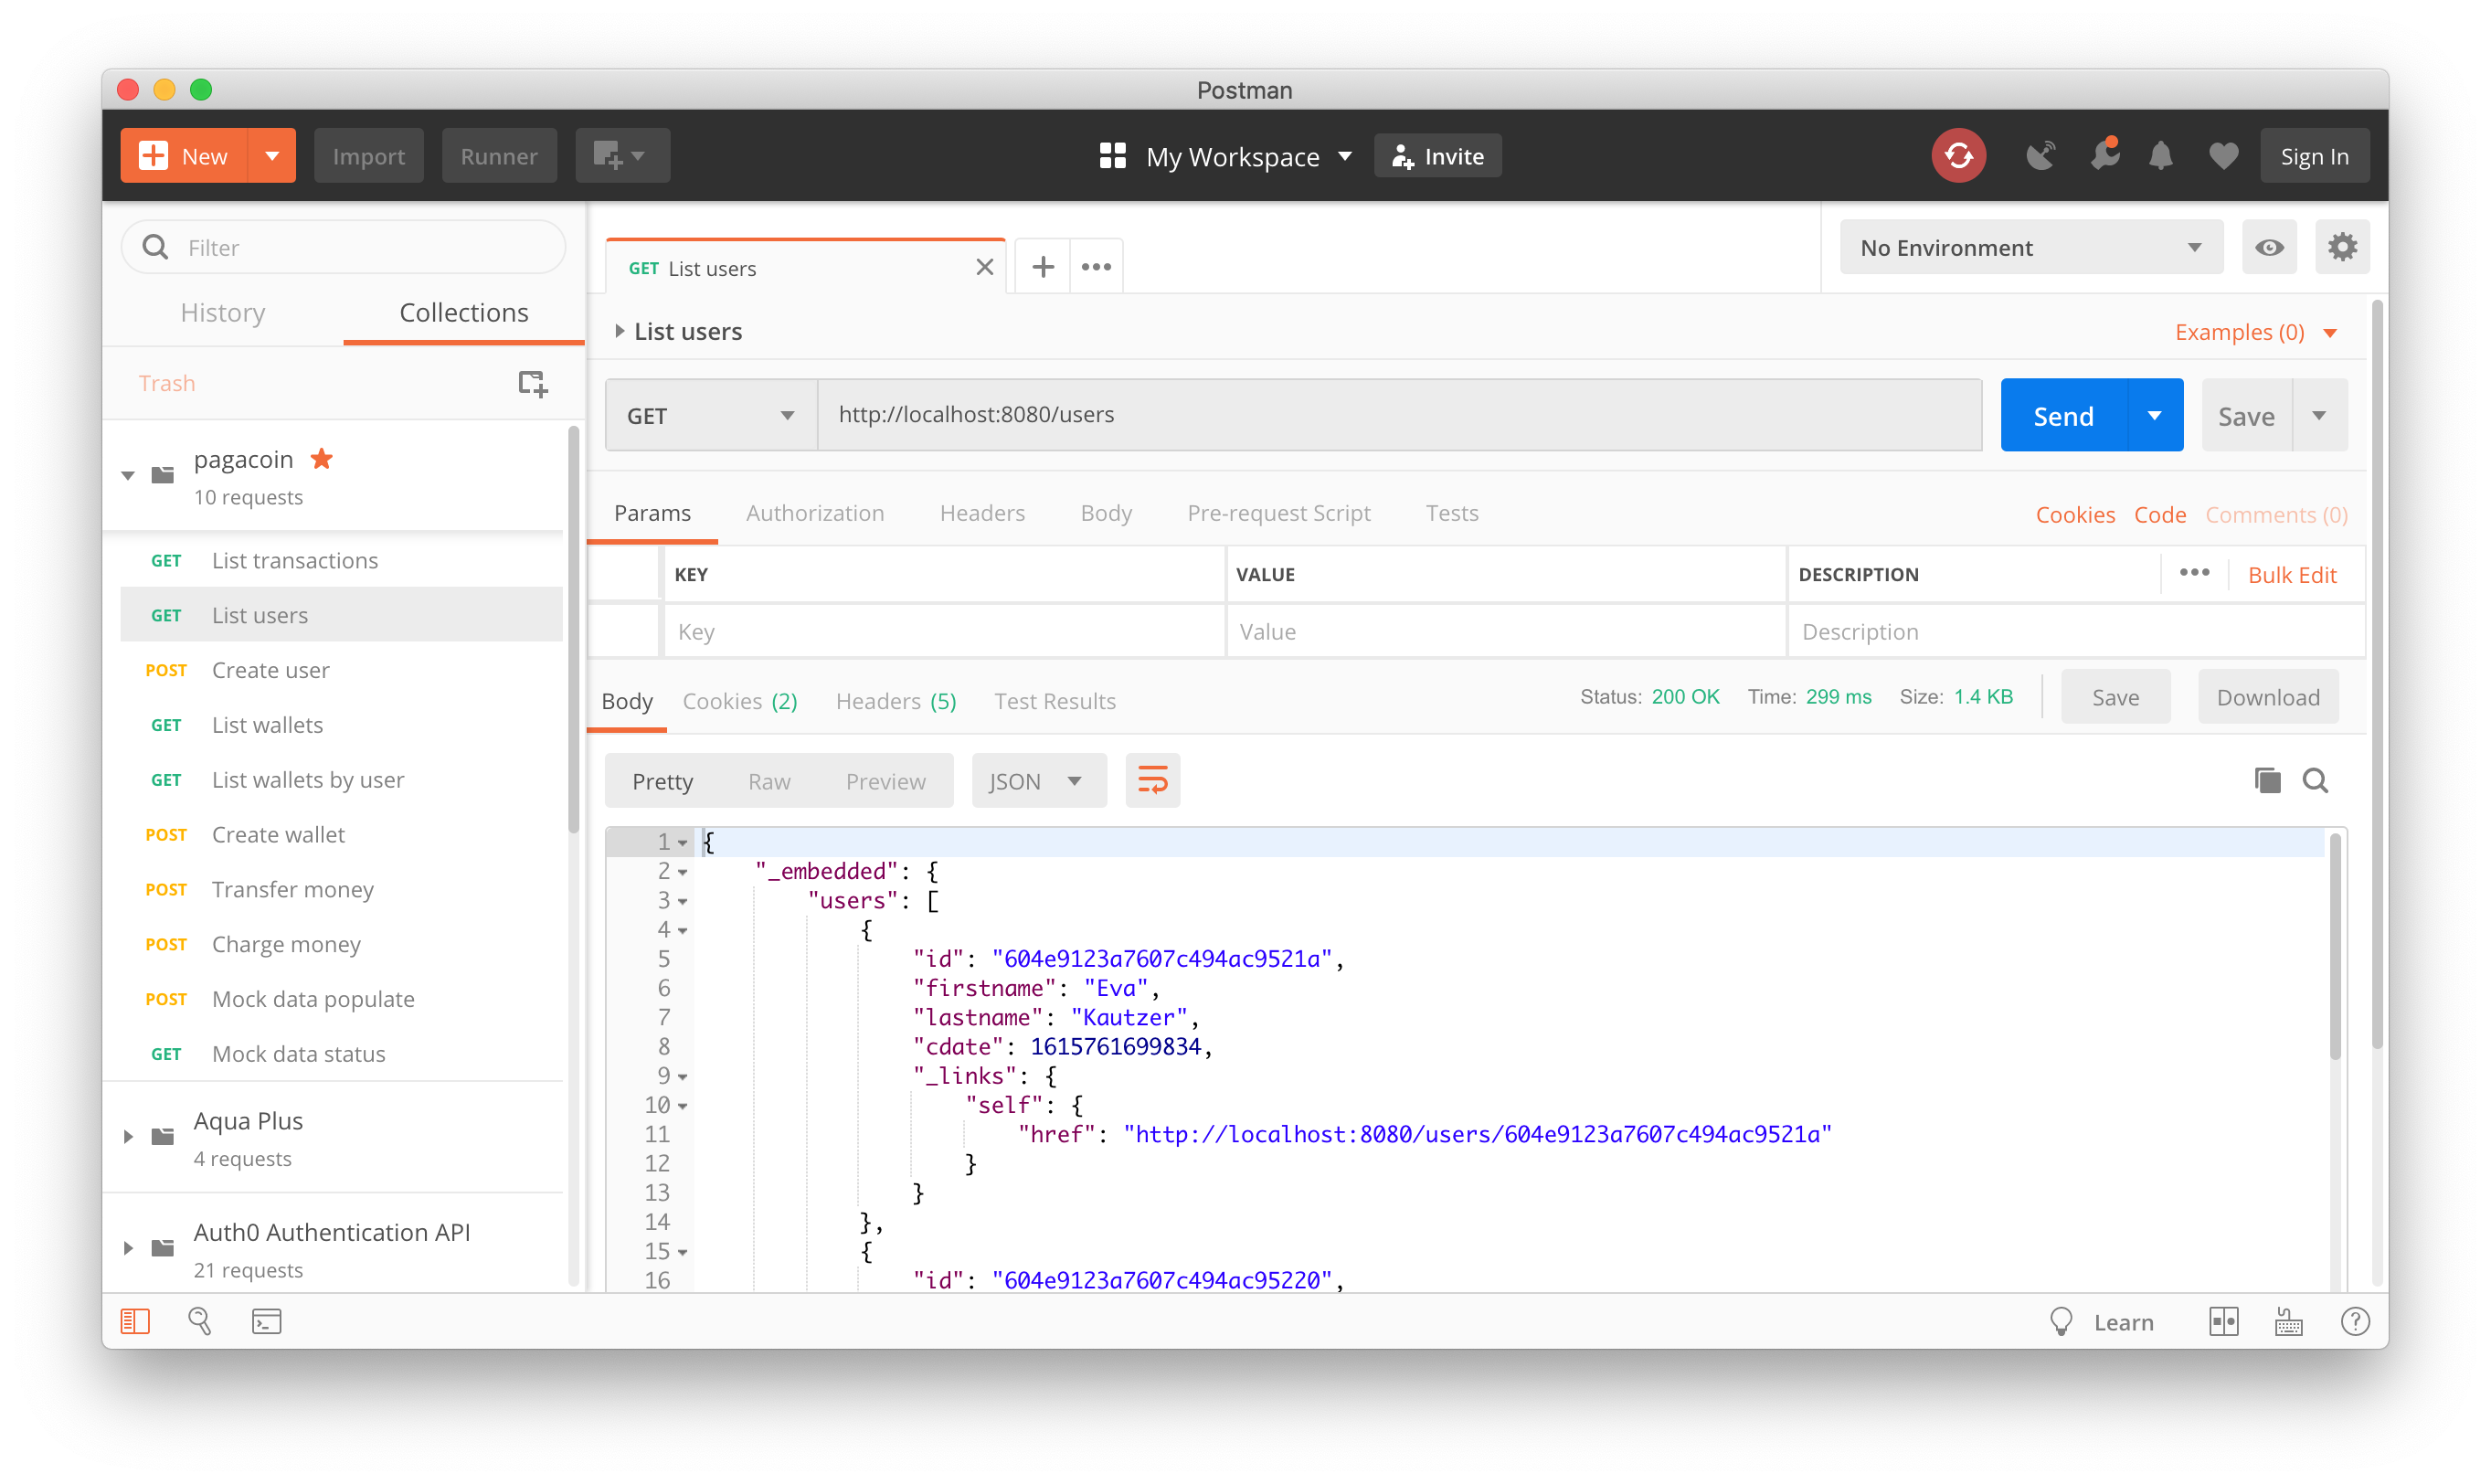 Postman
New
Import
Runner
My Workspace
Invite
Sign In
Filter
History
Collections
Trash
pagacoin
10 requests
GET List transactions
GET List users
POST Create user
GET List wallets
GET List wallets by user
POST Create wallet
POST Transfer money
POST Charge money
POST Mock data populate
GET Mock data status
Aqua Plus
4 requests
Auth0 Authentication API
21 requests
GET List users
No Environment
List users
Examples (0)
GET
http://localhost:8080/users
Send
Save
Params Authorization Headers Body Pre-request Script Tests
Cookies Code Comments (0)
KEY VALUE DESCRIPTION Bulk Edit
Key Value Description
Body Cookies (2) Headers (5) Test Results
Status: 200 OK Time: 299 ms Size: 1.4 KB Save Download
Pretty Raw Preview JSON
1 {
2 "_embedded": {
3 "users": [
4 {
5 "id": "604e9123a7607c494ac9521a",
6 "firstname": "Eva",
7 "lastname": "Kautzer",
8 "cdate": 1615761699834,
9 "_links": {
10 "self": {
11 "href": "http://localhost:8080/users/604e9123a7607c494ac9521a"
12 }
13 }
14 },
15 {
16 "id": "604e9123a7607c494ac95220",
Learn